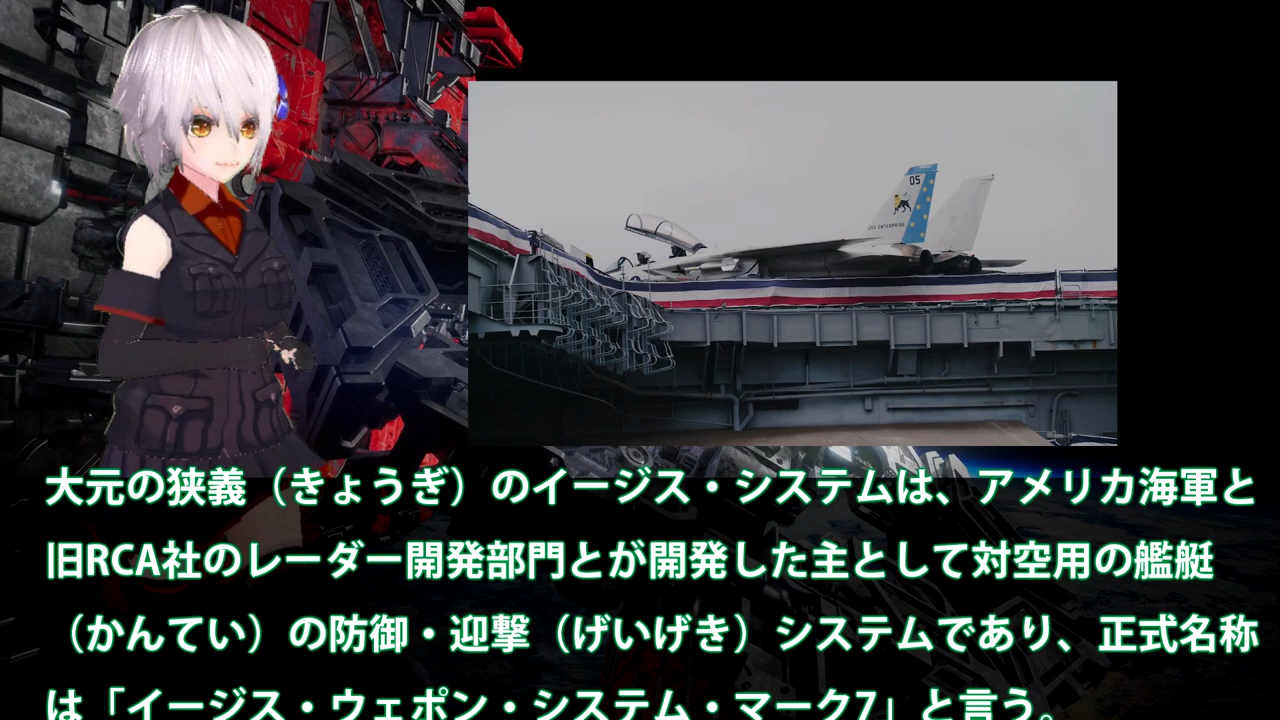 05
USS ENTERPRISE
大元の狭義（きょうぎ）のイージス・システムは、アメリカ海軍と
旧RCA社のレーダー開発部門とが開発した主として対空用の艦艇
（かんてい）の防御・迎撃（げいげき）システムであり、正式名称
は「イージス・ウェポン・システム・マーク7」と言う。